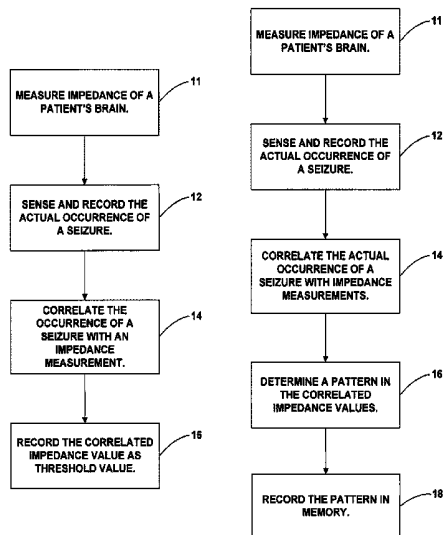 11
MEASURE IMPEDANCE OF A
PATIENT'S BRAIN.
12
SENSE AND RECORD THE
ACTUAL OCCURRENCE OF
A SEIZURE.
14
CORRELATE THE
OCCURRENCE OF A
SEIZURE WITH AN
IMPEDANCE
MEASUREMENT.
16
RECORD THE CORRELATED
IMPEDANCE VALUE AS
THRESHOLD VALUE.
11
MEASURE IMPEDANCE OF A
PATIENT'S BRAIN.
12
SENSE AND RECORD THE
ACTUAL OCCURRENCE OF
A SEIZURE.
14
CORRELATE THE ACTUAL
OCCURRENCE OF A
SEIZURE WITH IMPEDANCE
MEASUREMENTS.
16
DETERMINE A PATTERN IN
THE CORRELATED
IMPEDANCE VALUES.
18
RECORD THE PATTERN IN
MEMORY.